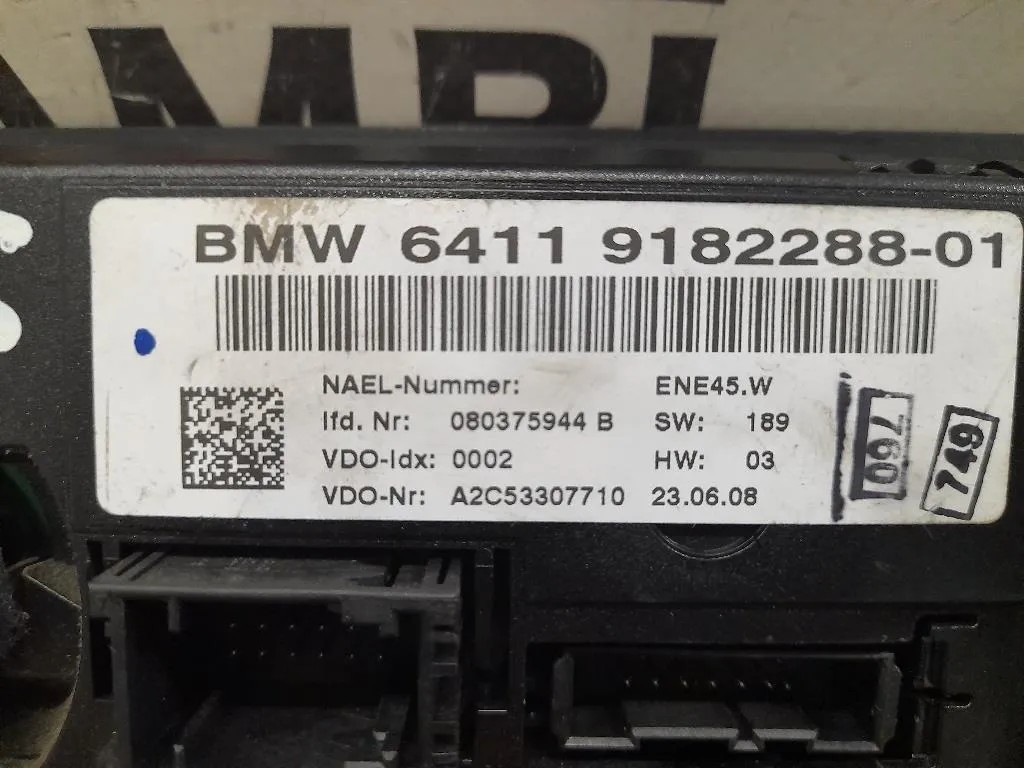 BMW 6411 9182288-01
NAEL-Nummer: ENE45.W
lfd. Nr: 080375944 B SW: 189
VDO-Idx: 0002 HW: 03
VDO-Nr: A2C53307710 23.06.08
760
749